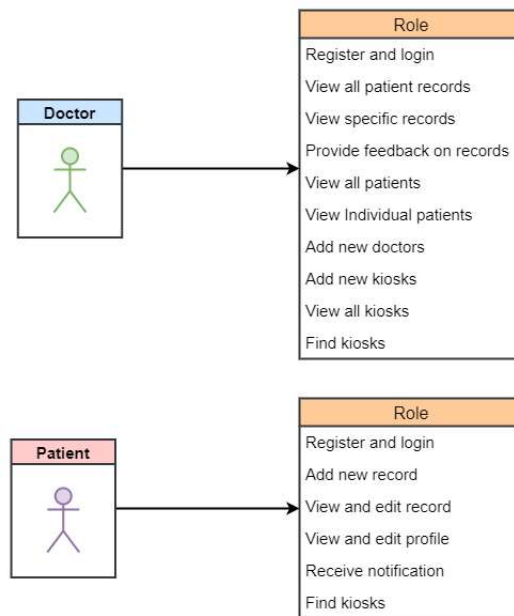 Doctor
Role
Register and login
View all patient records
View specific records
Provide feedback on records
View all patients
View Individual patients
Add new doctors
Add new kiosks
View all kiosks
Find kiosks
Patient
Role
Register and login
Add new record
View and edit record
View and edit profile
Receive notification
Find kiosks